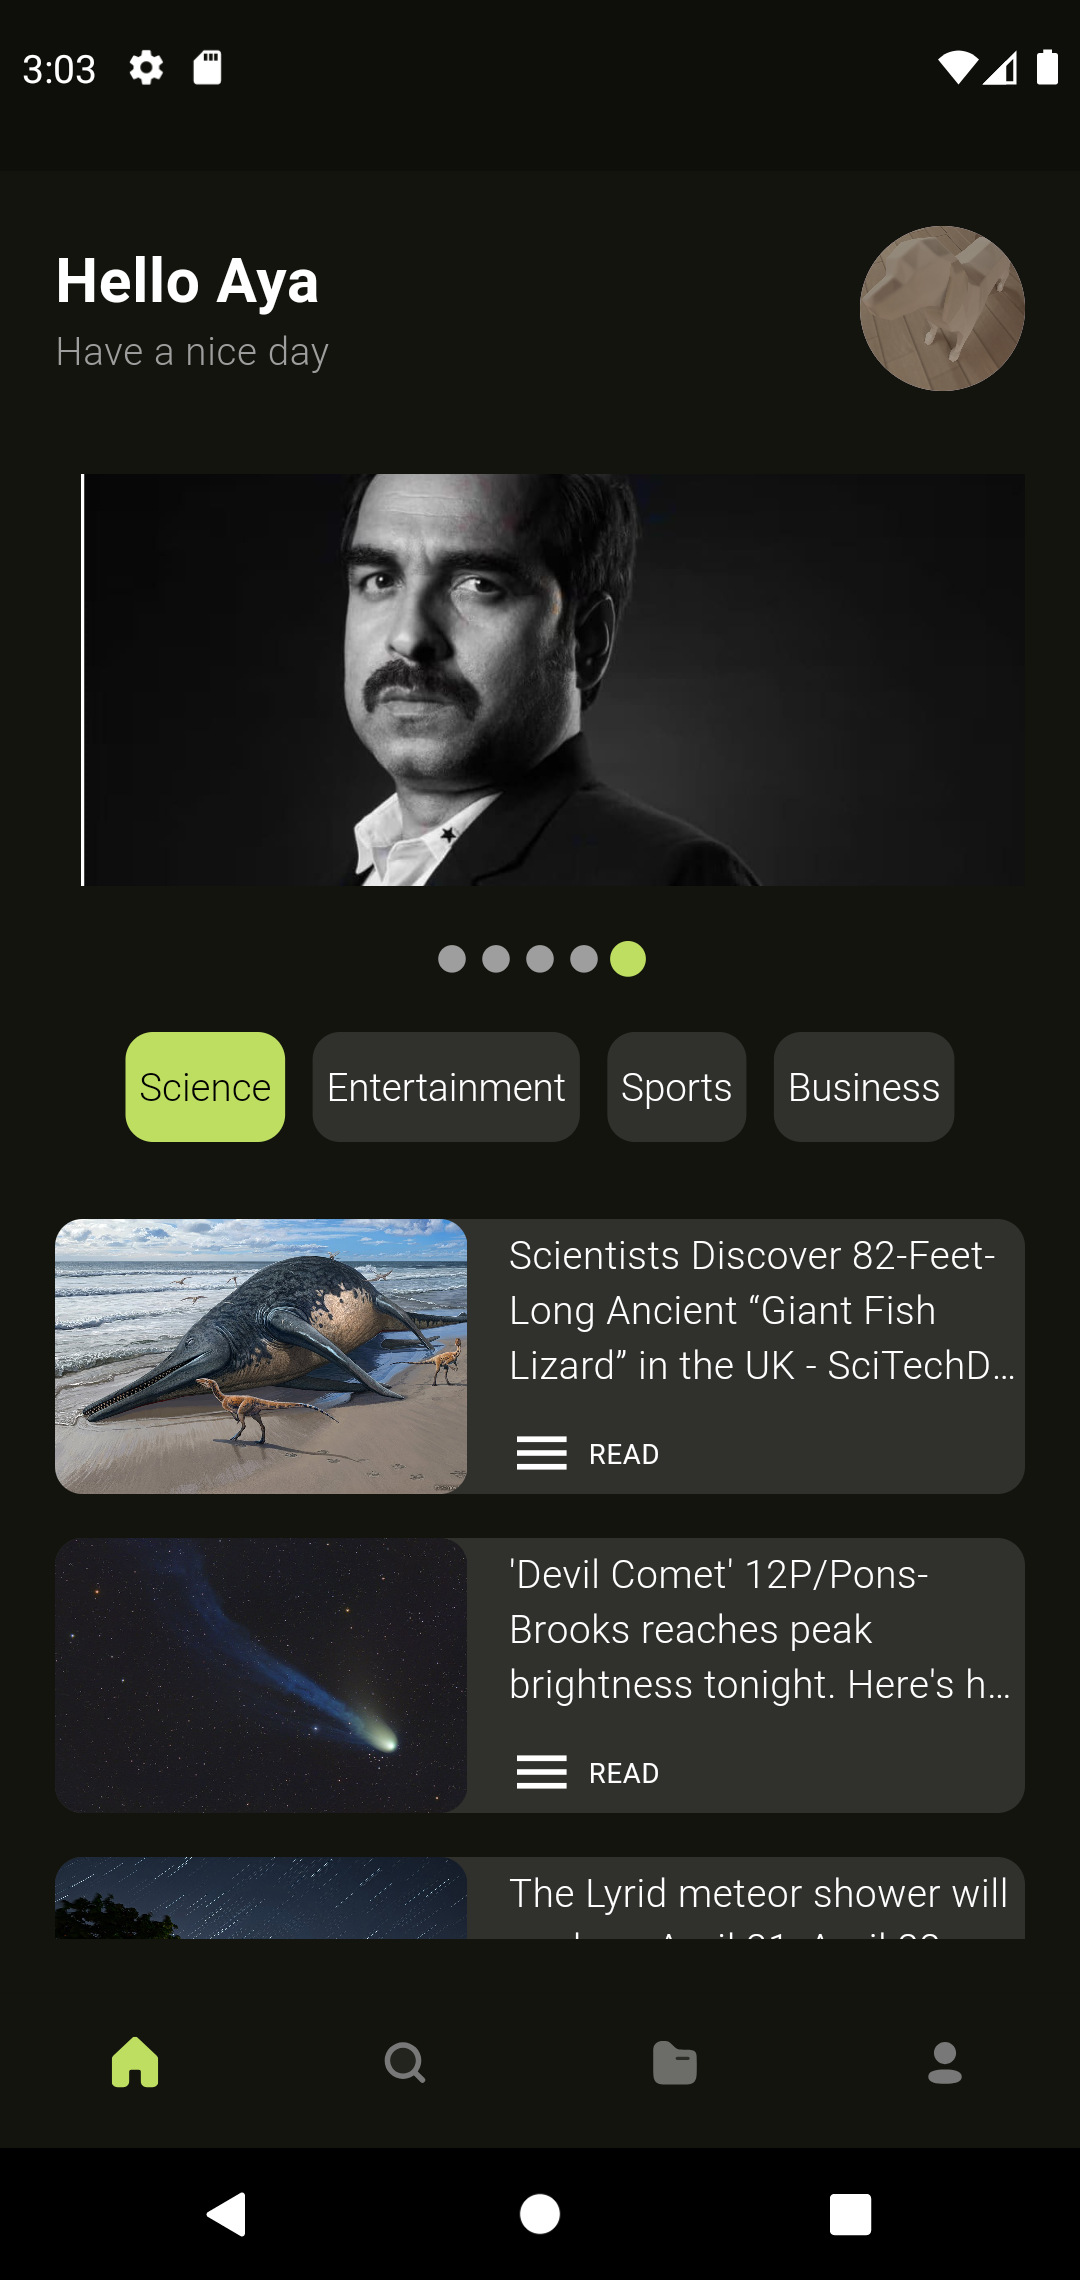 3:03
Hello Aya
Have a nice day
Science
Entertainment
Sports
Business
Scientists Discover 82-Feet-
Long Ancient “Giant Fish
Lizard” in the UK - SciTechD…
READ
'Devil Comet' 12P/Pons-
Brooks reaches peak
brightness tonight. Here's h…
READ
The Lyrid meteor shower will